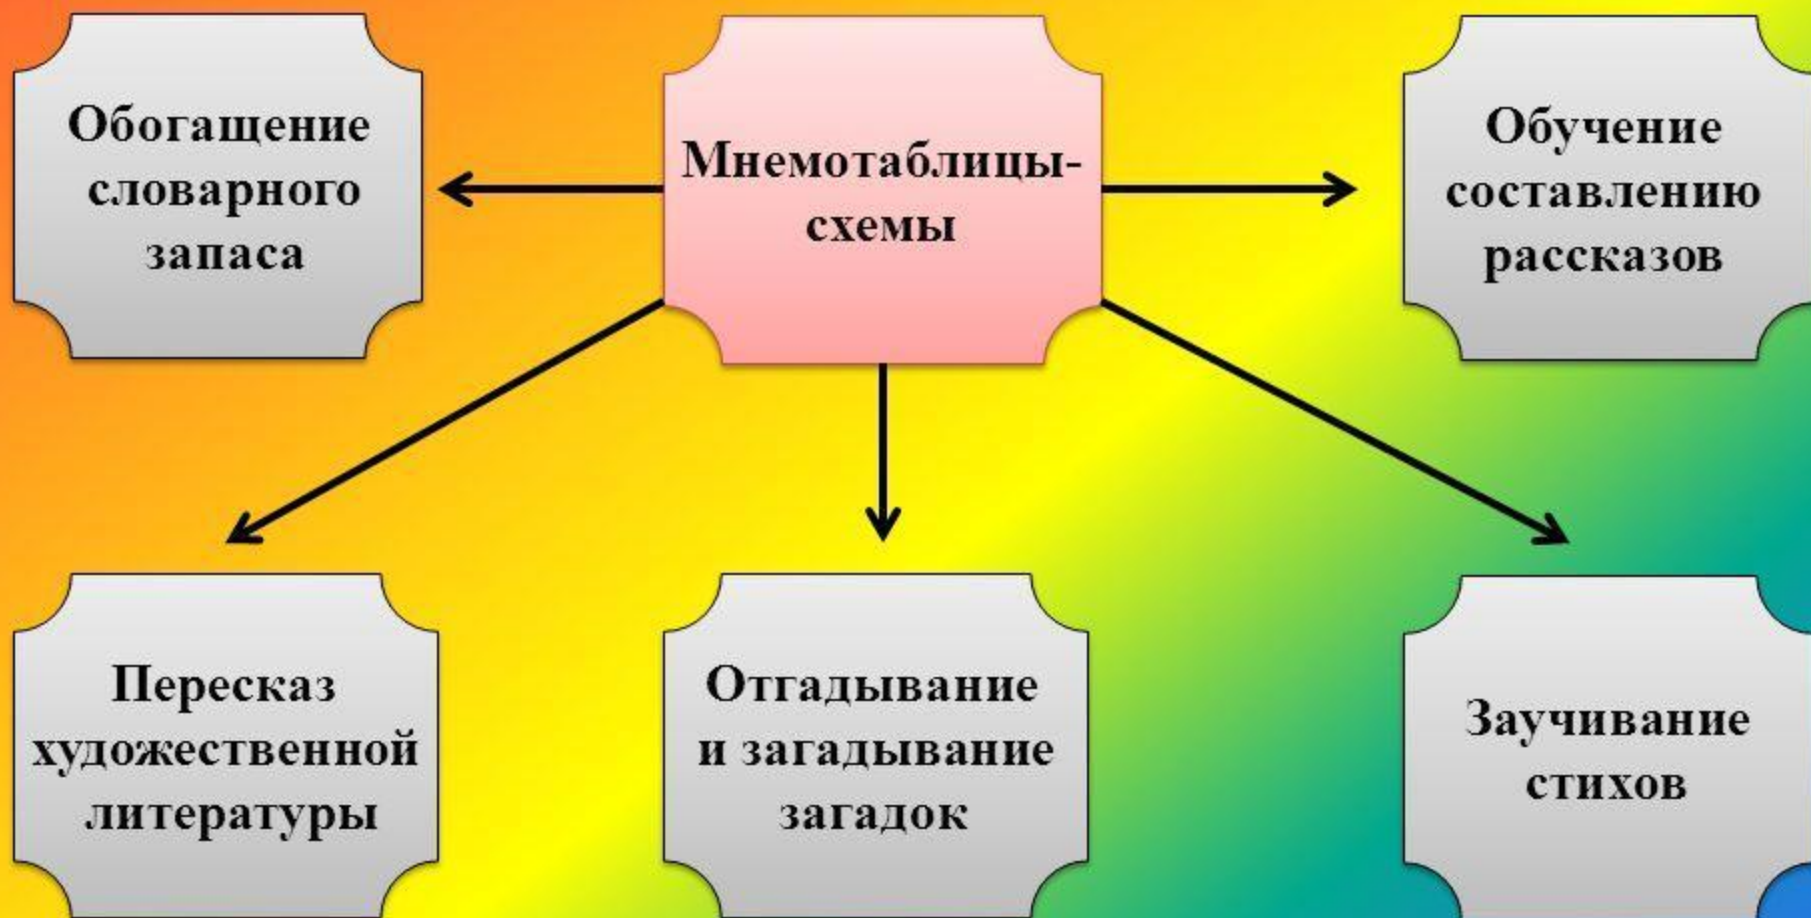 Обогащение
словарного
запаса
Мнемотаблицы-
схемы
Обучение
составлению
рассказов
Пересказ
художественной
литературы
Отгадывание
и загадывание
загадок
Заучивание
стихов